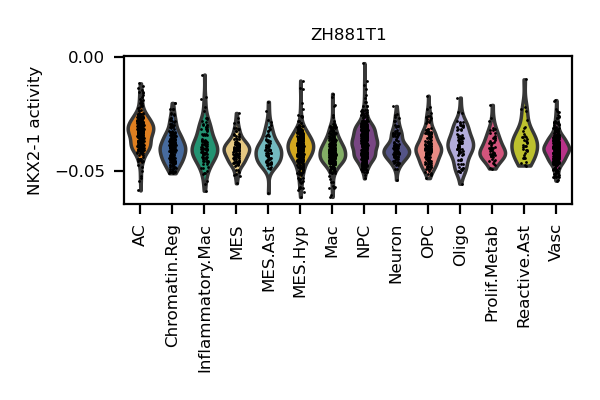 ZH881T1
NKX2-1 activity
0.00
−0.05
AC
Chromatin.Reg
Inflammatory.Mac
MES
MES.Ast
MES.Hyp
Mac
NPC
Neuron
OPC
Oligo
Prolif.Metab
Reactive.Ast
Vasc